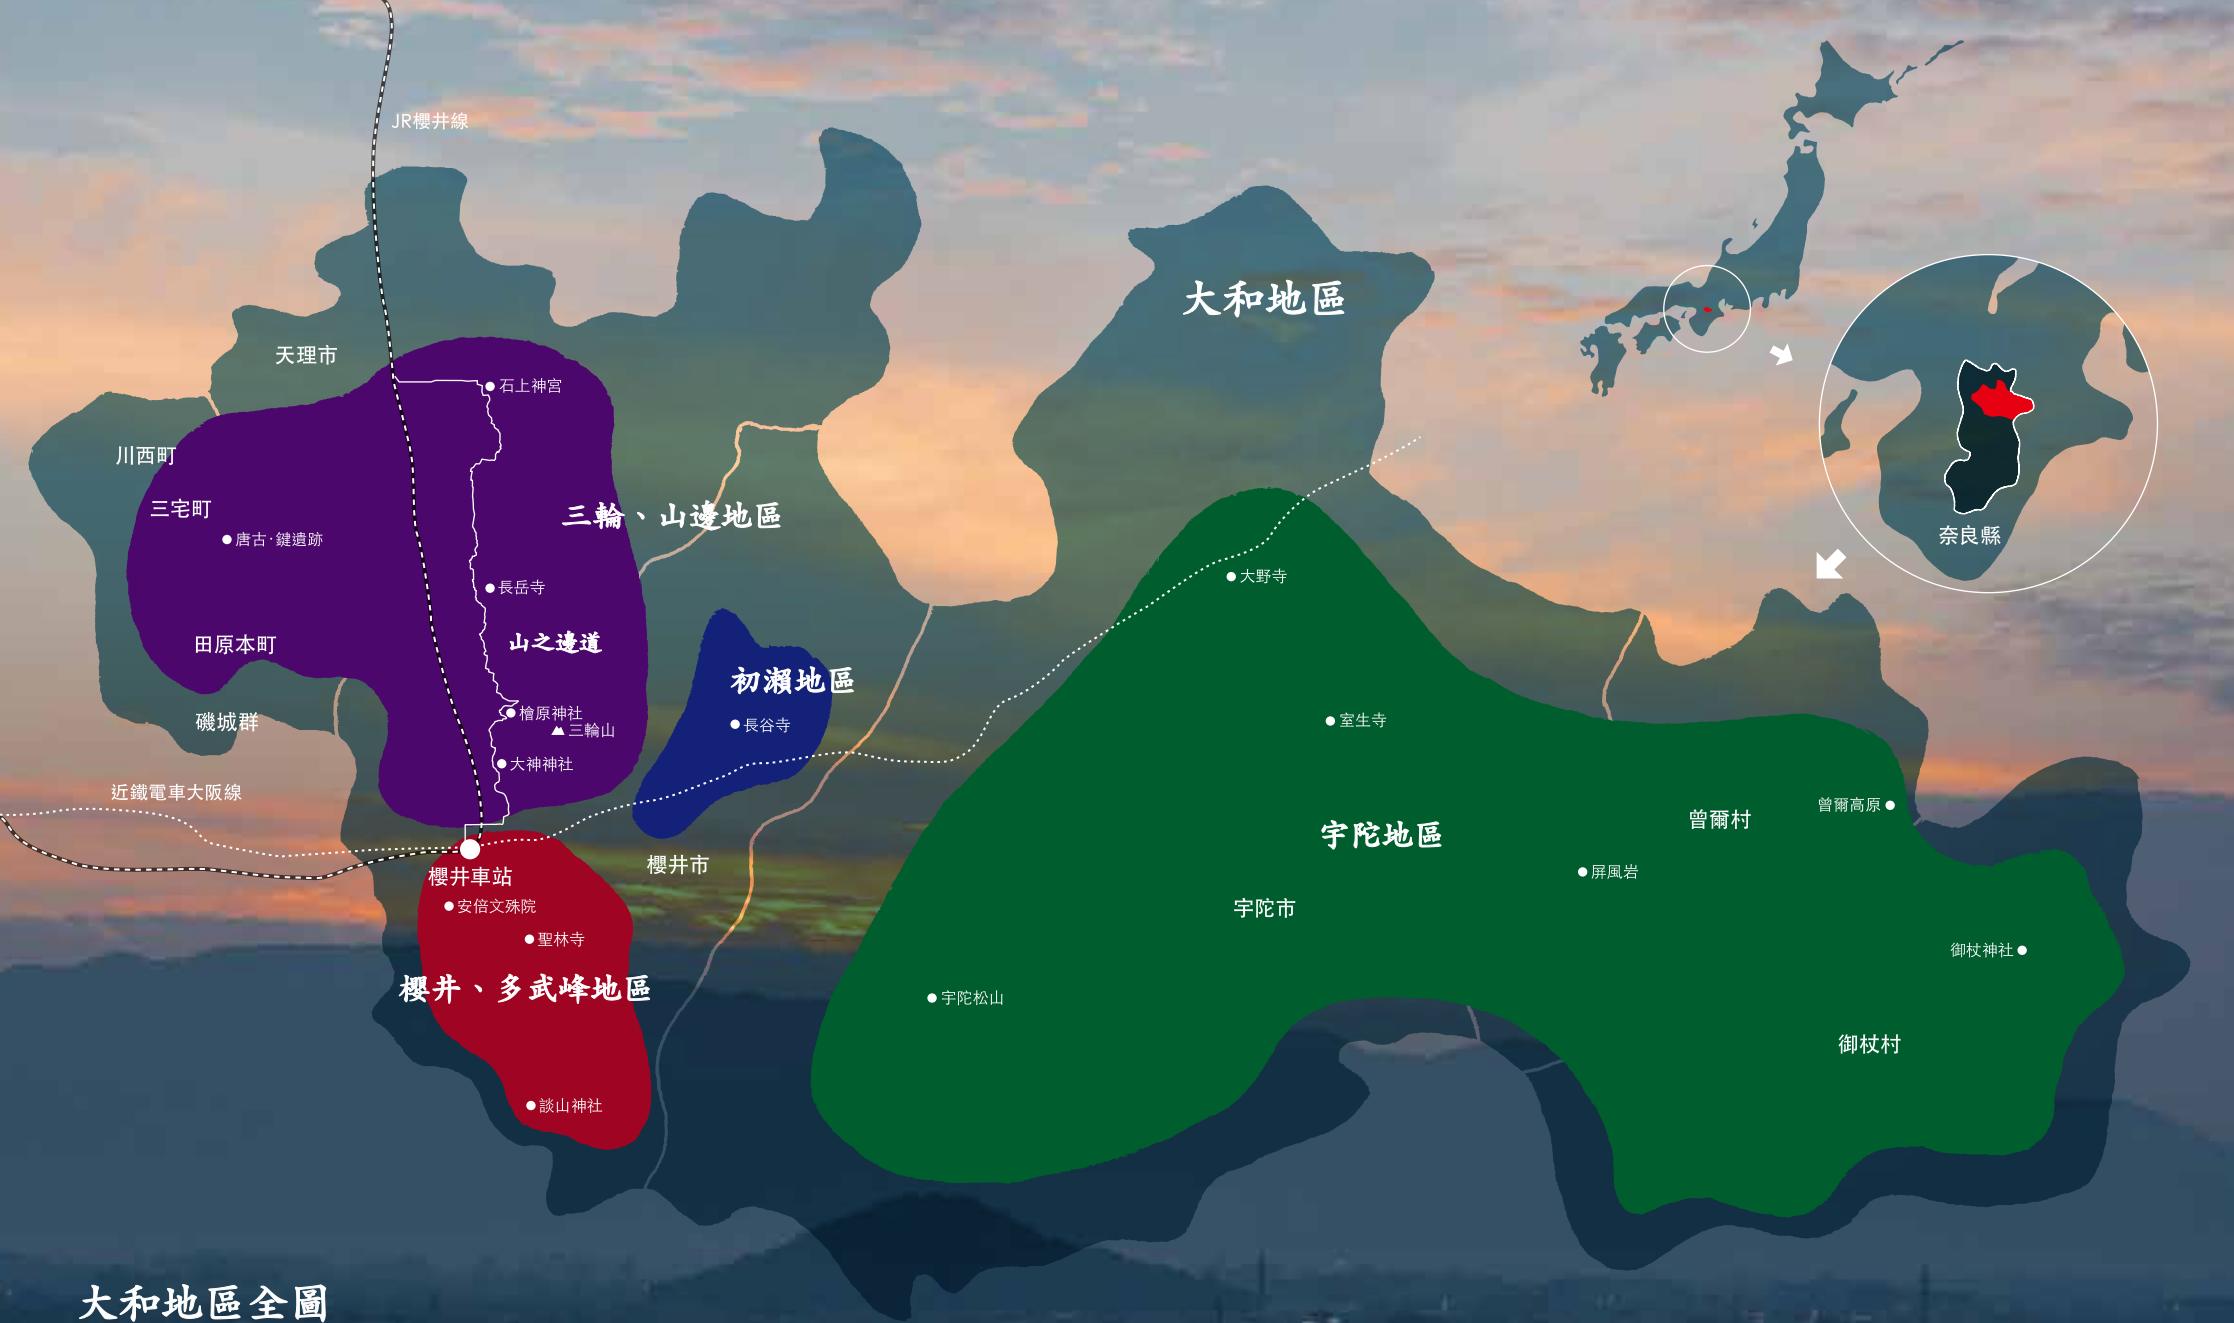 JR櫻井線
大和地區
天理市
石上神宮
川西町
三宅町
三輪、山邊地區
唐古·鍵遺跡
奈良縣
大野寺
長岳寺
山之邊道
田原本町
初瀨地區
檜原神社
三輪山
長谷寺
室生寺
磯城群
大神神社
近鐵電車大阪線
曾爾高原
曾爾村
宇陀地區
櫻井市
櫻井車站
屏風岩
安倍文殊院
宇陀市
聖林寺
御杖神社
櫻井、多武峰地區
宇陀松山
御杖村
談山神社
大和地區全圖